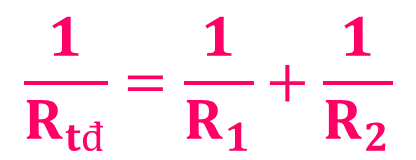 1/R_tđ = 1/R_1 + 1/R_2